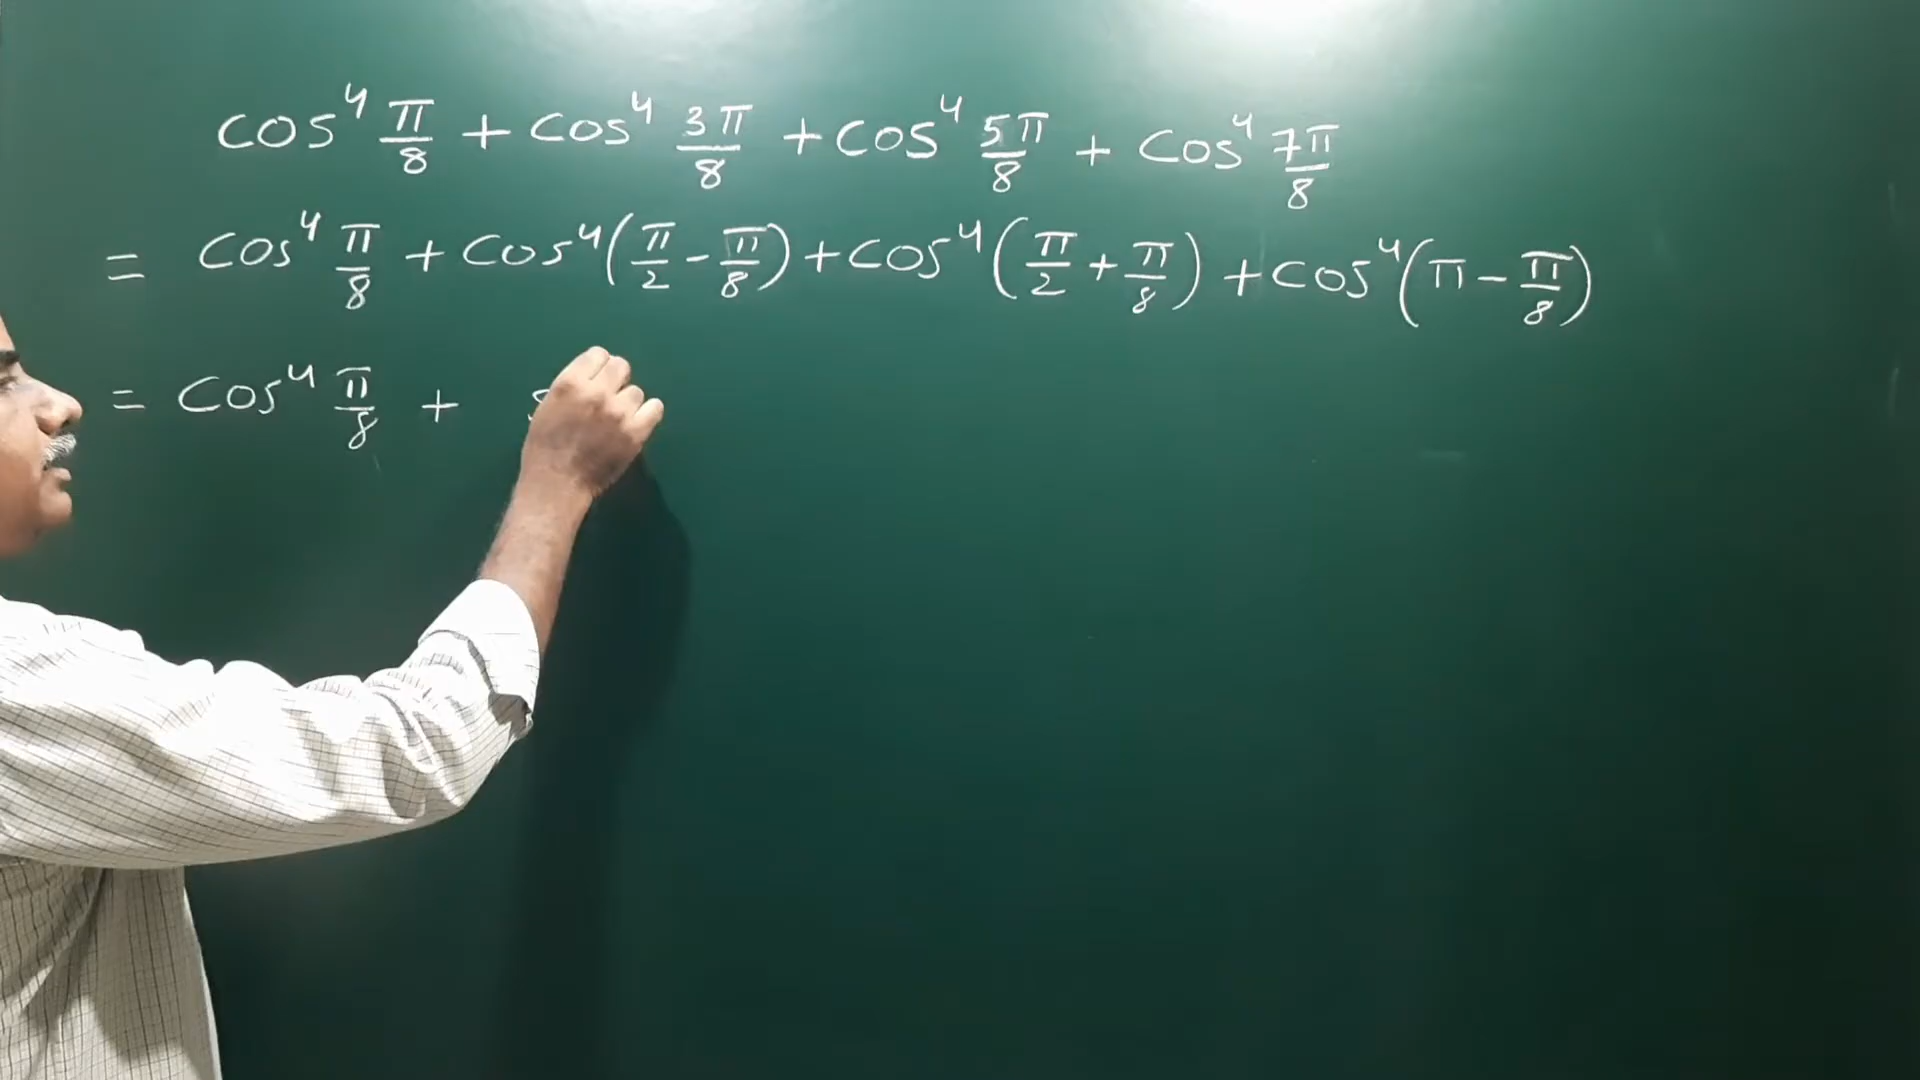 cos⁴ π/8 + cos⁴ 3π/8 + cos⁴ 5π/8 + cos⁴ 7π/8
= cos⁴ π/8 + cos⁴(π/2 - π/8) + cos⁴(π/2 + π/8) + cos⁴(π - π/8)
= cos⁴ π/8 +